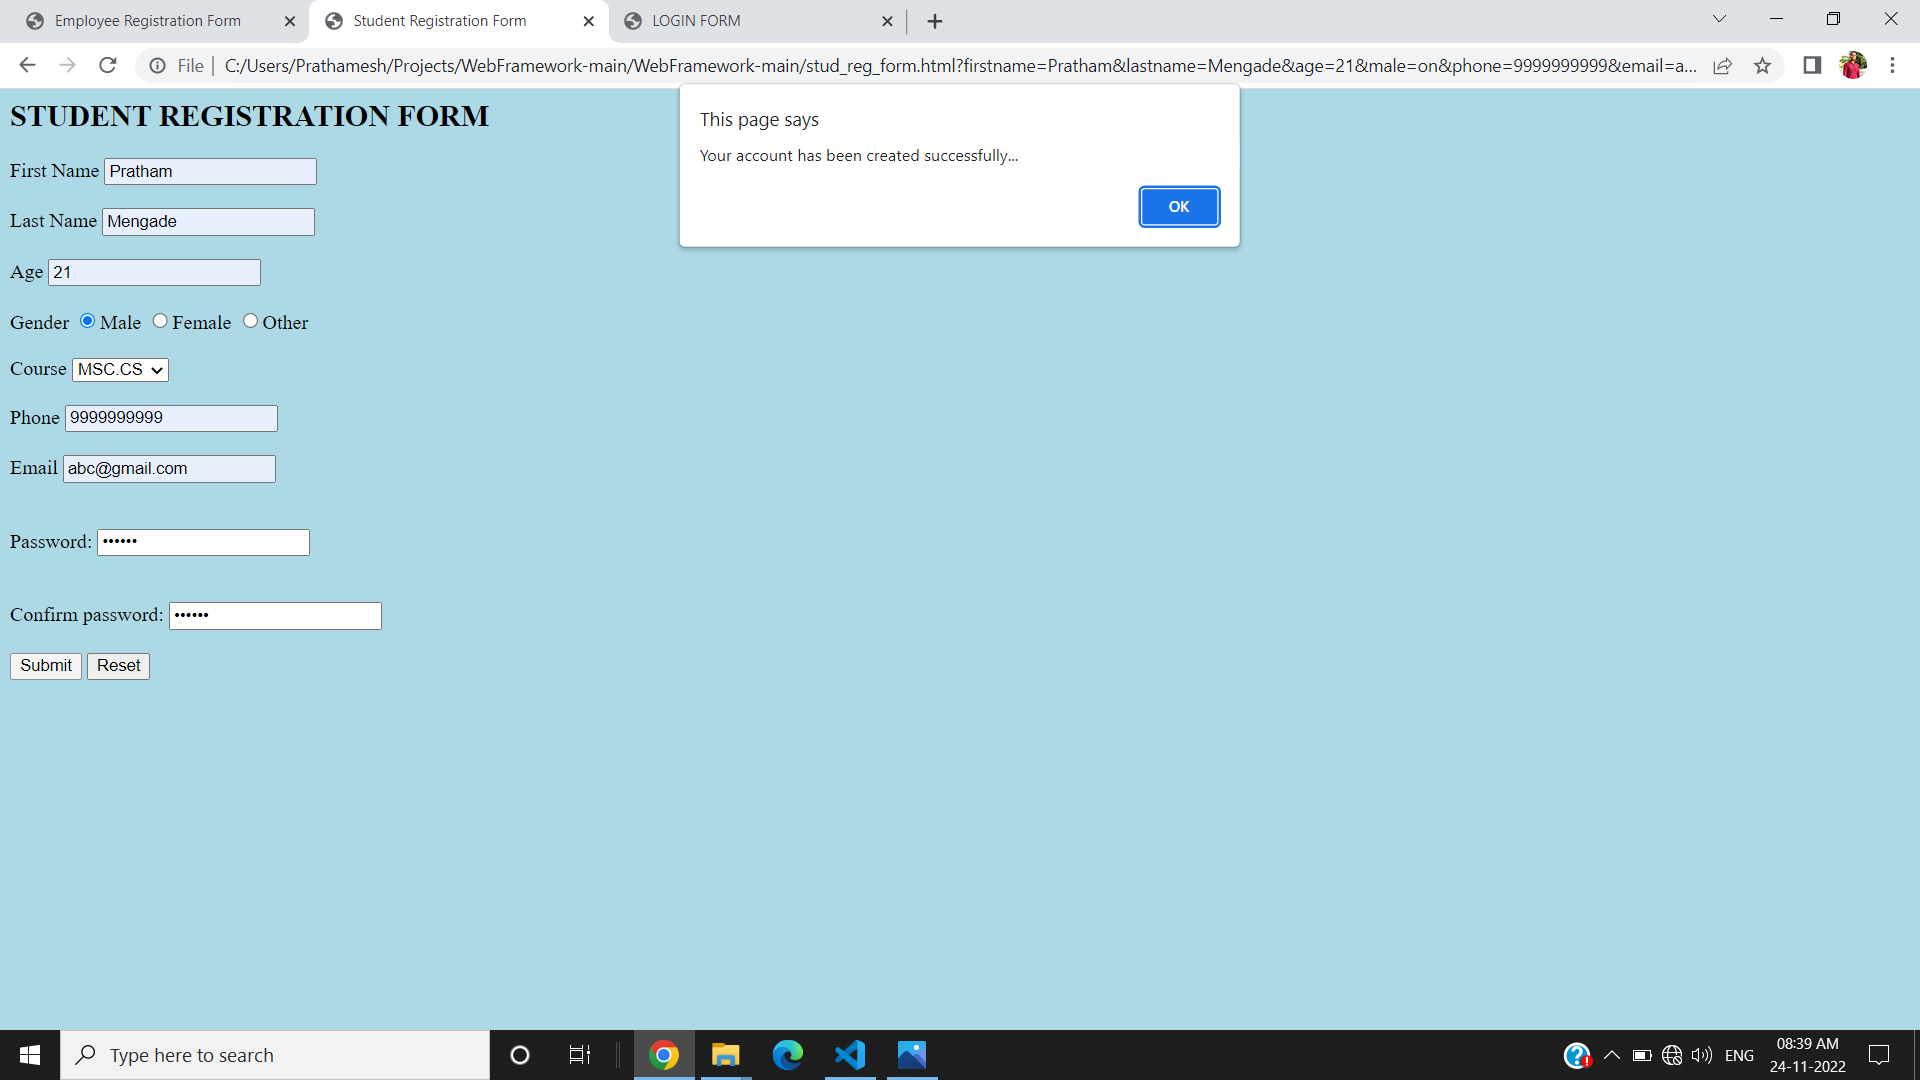 Employee Registration Form
Student Registration Form
LOGIN FORM
File
C:/Users/Prathamesh/Projects/WebFramework-main/WebFramework-main/stud_reg_form.html?firstname=Pratham&lastname=Mengade&age=21&male=on&phone=9999999999&email=a...
This page says
Your account has been created successfully...
OK
STUDENT REGISTRATION FORM
First Name Pratham
Last Name Mengade
Age 21
Gender Male Female Other
Course MSC.CS
Phone 9999999999
Email abc@gmail.com
Password: ••••••
Confirm password: ••••••
Submit Reset
Type here to search
ENG
08:39 AM
24-11-2022